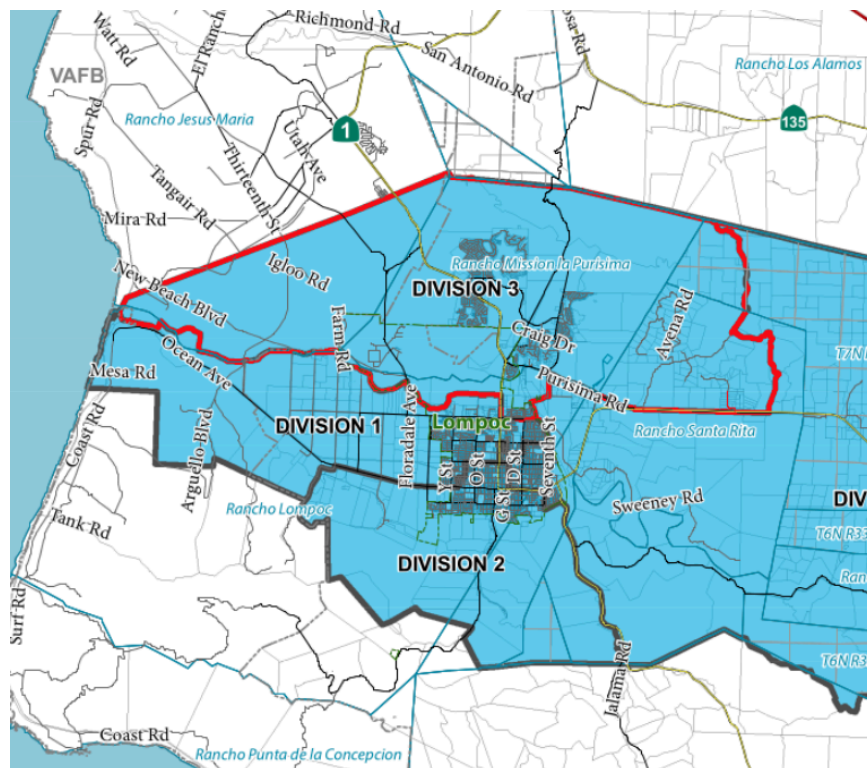 Richmond Rd
Watt Rd
El Ranch
San Antonio Rd
osa Rd
Rancho Los Alamos
VAFB
Spur Rd
Rancho Jesus Maria
Utah Ave
1
135
Thirteenth St
Tangair Rd
Mira Rd
Igloo Rd
Rancho Mission la Purisima
New Beach Blvd
DIVISION 3
Farm Rd
Craig Dr
Avena Rd
Ocean Ave
T7N
Mesa Rd
Purisima Rd
Floradale Ave
Coast Rd
DIVISION 1
Lompoc
Rancho Santa Rita
Arguello Blvd
Y St
O St
D St
G St
Seventh St
Sweeney Rd
DIV
Rancho Lompoc
Tank Rd
T6N R33
Ran
DIVISION 2
Surf Rd
Jalama Rd
T6N R3
Coast Rd
Rancho Punta de la Concepcion